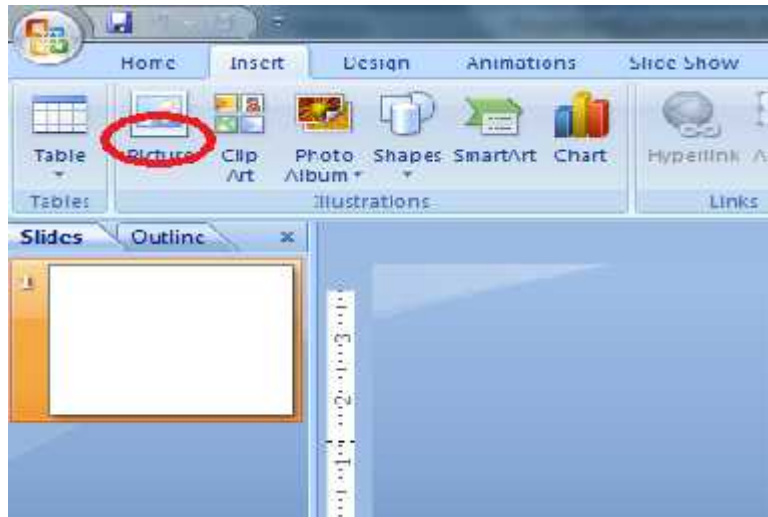 Home Insert Design Animations Slide Show
Table Picture Clip Art Photo Album Shapes SmartArt Chart Hyperlink
Tables Illustrations Links
Slides Outline
1
3
2
1